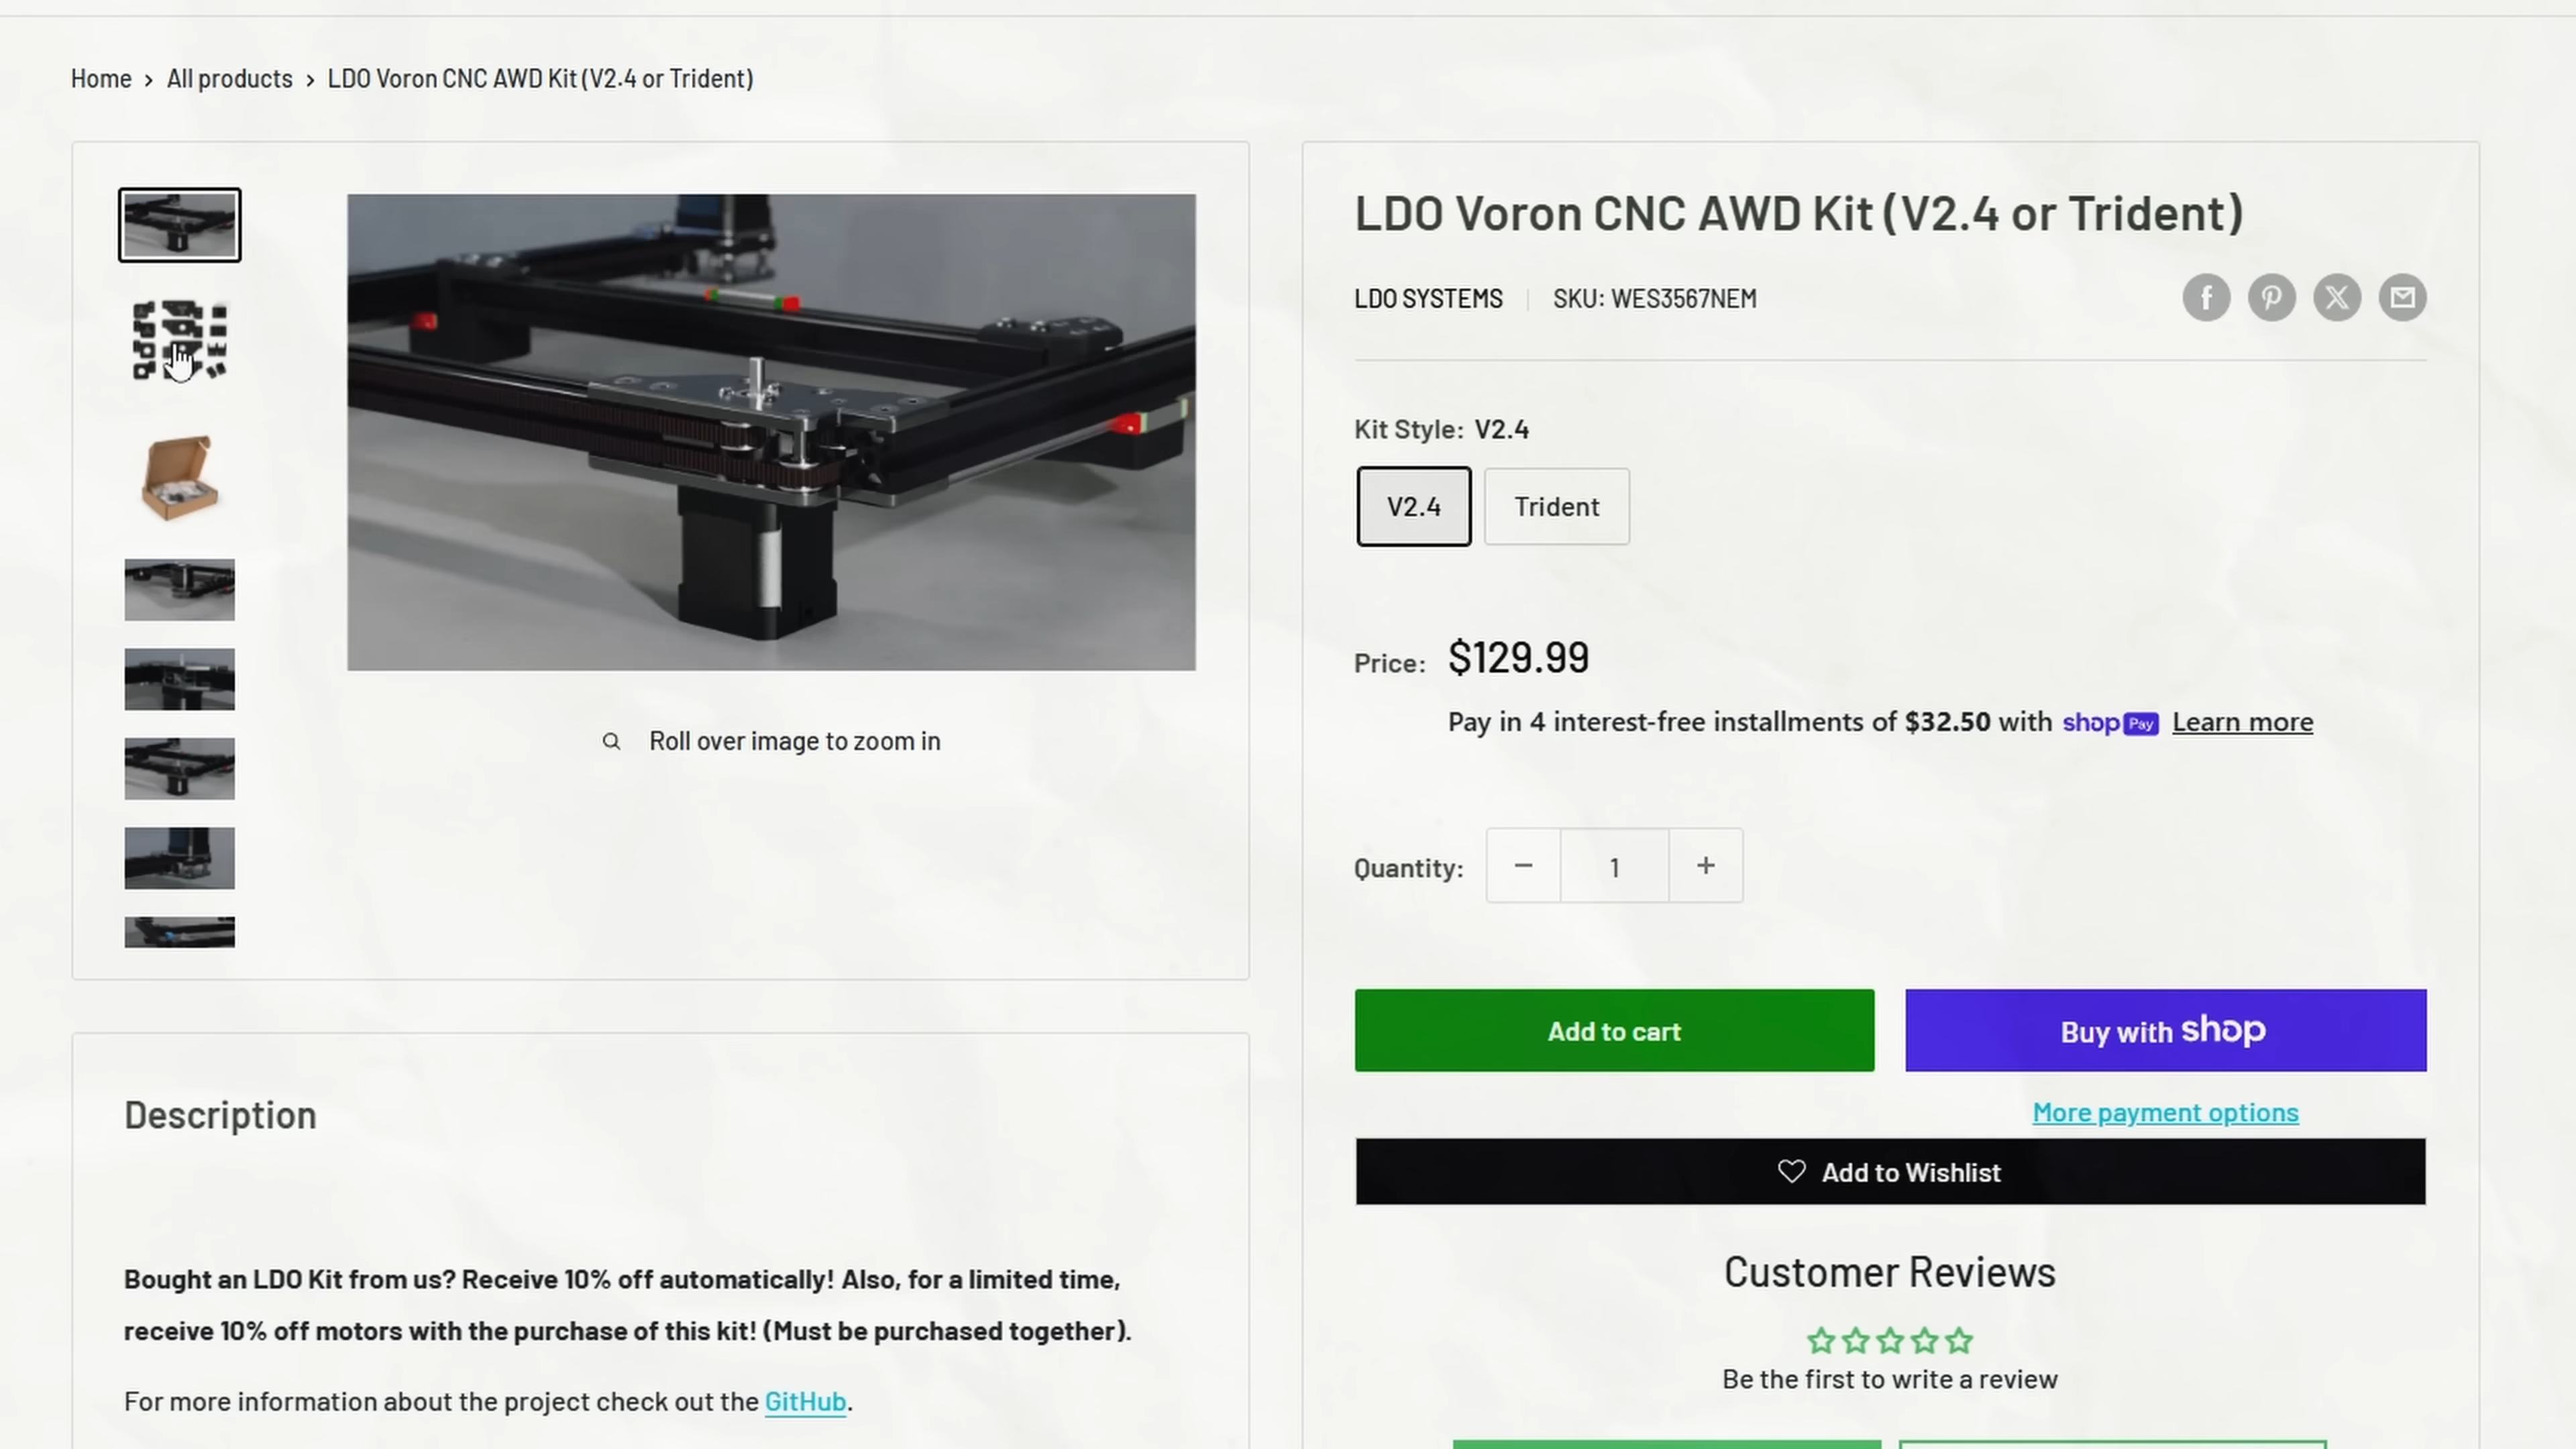 Home > All products > LDO Voron CNC AWD Kit (V2.4 or Trident)
Roll over image to zoom in
Description
Bought an LDO Kit from us? Receive 10% off automatically! Also, for a limited time,
receive 10% off motors with the purchase of this kit! (Must be purchased together).
For more information about the project check out the GitHub.
LDO Voron CNC AWD Kit (V2.4 or Trident)
LDO SYSTEMS | SKU: WES3567NEM
Kit Style: V2.4
V2.4 Trident
Price: $129.99
Pay in 4 interest-free installments of $32.50 with shop Pay Learn more
Quantity: − 1 +
Add to cart Buy with shop
More payment options
Add to Wishlist
Customer Reviews
Be the first to write a review